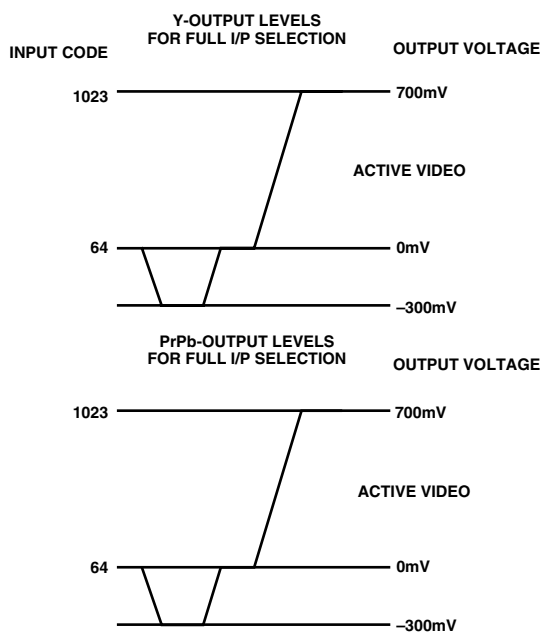 Y-OUTPUT LEVELS
FOR FULL I/P SELECTION
INPUT CODE
OUTPUT VOLTAGE
1023
700mV
ACTIVE VIDEO
64
0mV
–300mV
PrPb-OUTPUT LEVELS
FOR FULL I/P SELECTION
OUTPUT VOLTAGE
1023
700mV
ACTIVE VIDEO
64
0mV
–300mV